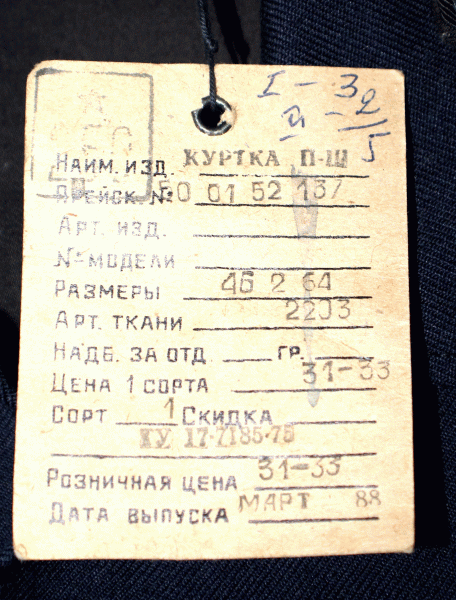 I - 3
II - 2/5
НАИМ. ИЗД. КУРТКА П-Ш
ПРЕЙСК. № 80 01 52 137
АРТ. ИЗД.
№ МОДЕЛИ
РАЗМЕРЫ 46 2 64
АРТ. ТКАНИ 2203
НАДБ. ЗА ОТД. ГР.
ЦЕНА 1 СОРТА 31-33
СОРТ 1 СКИДКА
ТУ 17-7185-75
РОЗНИЧНАЯ ЦЕНА 31-33
ДАТА ВЫПУСКА МАРТ 88